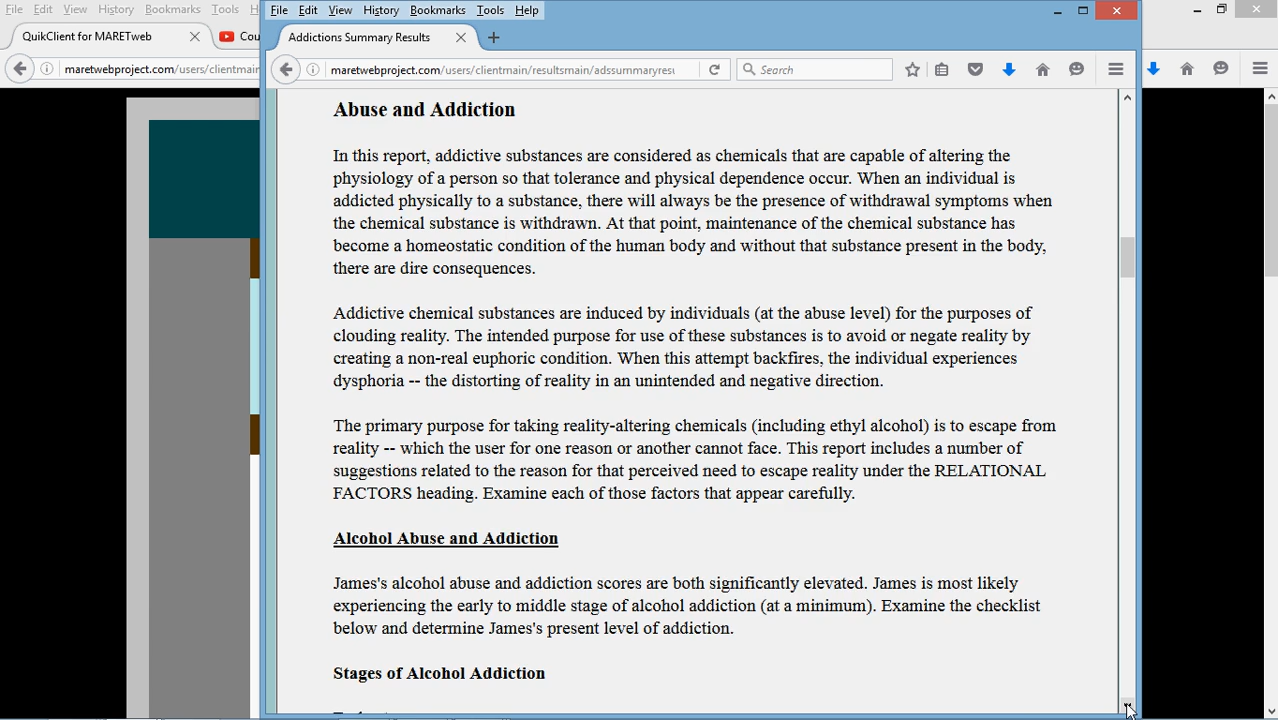 File Edit View History Bookmarks Tools
QuikClient for MARETweb
Cou
maretwebproject.com/users/clientmain
File Edit View History Bookmarks Tools Help
Addictions Summary Results
maretwebproject.com/users/clientmain/resultsmain/adssummaryresu
Search
Abuse and Addiction
In this report, addictive substances are considered as chemicals that are capable of altering the
physiology of a person so that tolerance and physical dependence occur. When an individual is
addicted physically to a substance, there will always be the presence of withdrawal symptoms when
the chemical substance is withdrawn. At that point, maintenance of the chemical substance has
become a homeostatic condition of the human body and without that substance present in the body,
there are dire consequences.
Addictive chemical substances are induced by individuals (at the abuse level) for the purposes of
clouding reality. The intended purpose for use of these substances is to avoid or negate reality by
creating a non-real euphoric condition. When this attempt backfires, the individual experiences
dysphoria -- the distorting of reality in an unintended and negative direction.
The primary purpose for taking reality-altering chemicals (including ethyl alcohol) is to escape from
reality -- which the user for one reason or another cannot face. This report includes a number of
suggestions related to the reason for that perceived need to escape reality under the RELATIONAL
FACTORS heading. Examine each of those factors that appear carefully.
Alcohol Abuse and Addiction
James's alcohol abuse and addiction scores are both significantly elevated. James is most likely
experiencing the early to middle stage of alcohol addiction (at a minimum). Examine the checklist
below and determine James's present level of addiction.
Stages of Alcohol Addiction